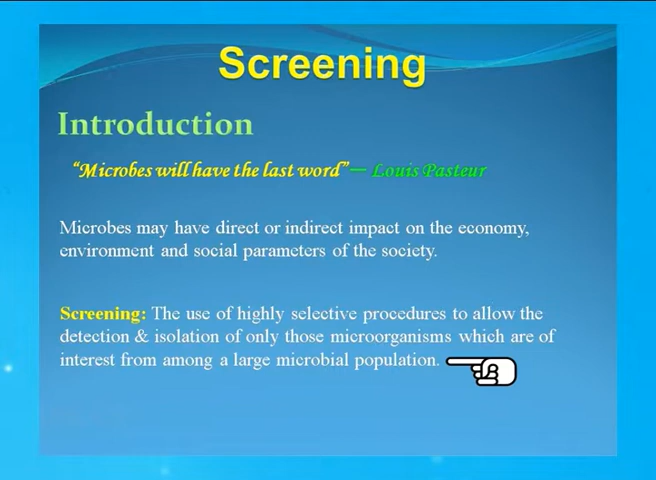 Screening
Introduction
“Microbes will have the last word”— Louis Pasteur
Microbes may have direct or indirect impact on the economy,
environment and social parameters of the society.
Screening: The use of highly selective procedures to allow the
detection & isolation of only those microorganisms which are of
interest from among a large microbial population.